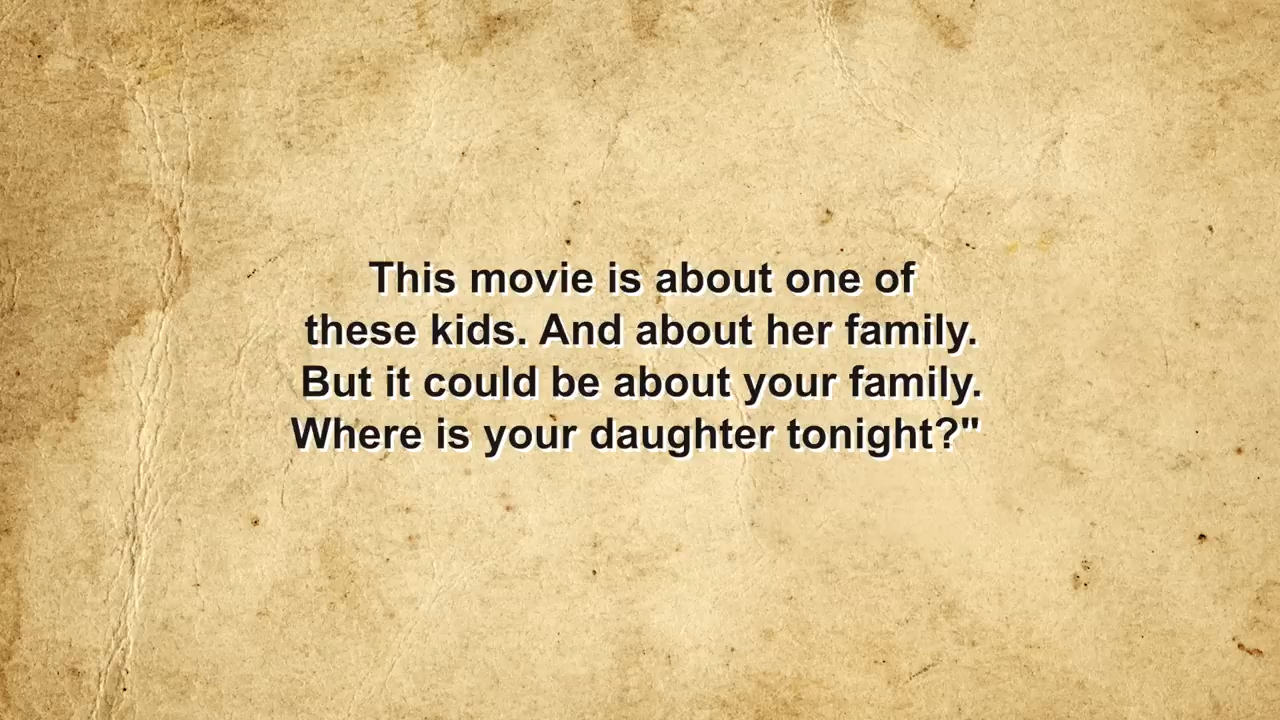 This movie is about one of
these kids. And about her family.
But it could be about your family.
Where is your daughter tonight?"